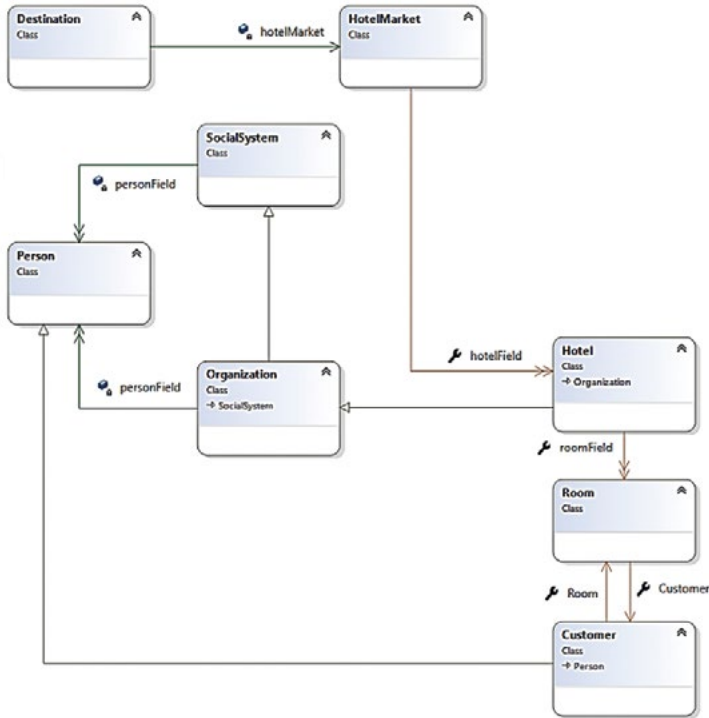 Destination
Class
hotelMarket
HotelMarket
Class
SocialSystem
Class
personField
Person
Class
Organization
Class
SocialSystem
personField
hotelField
Hotel
Class
Organization
roomField
Room
Class
Room
Customer
Customer
Class
Person